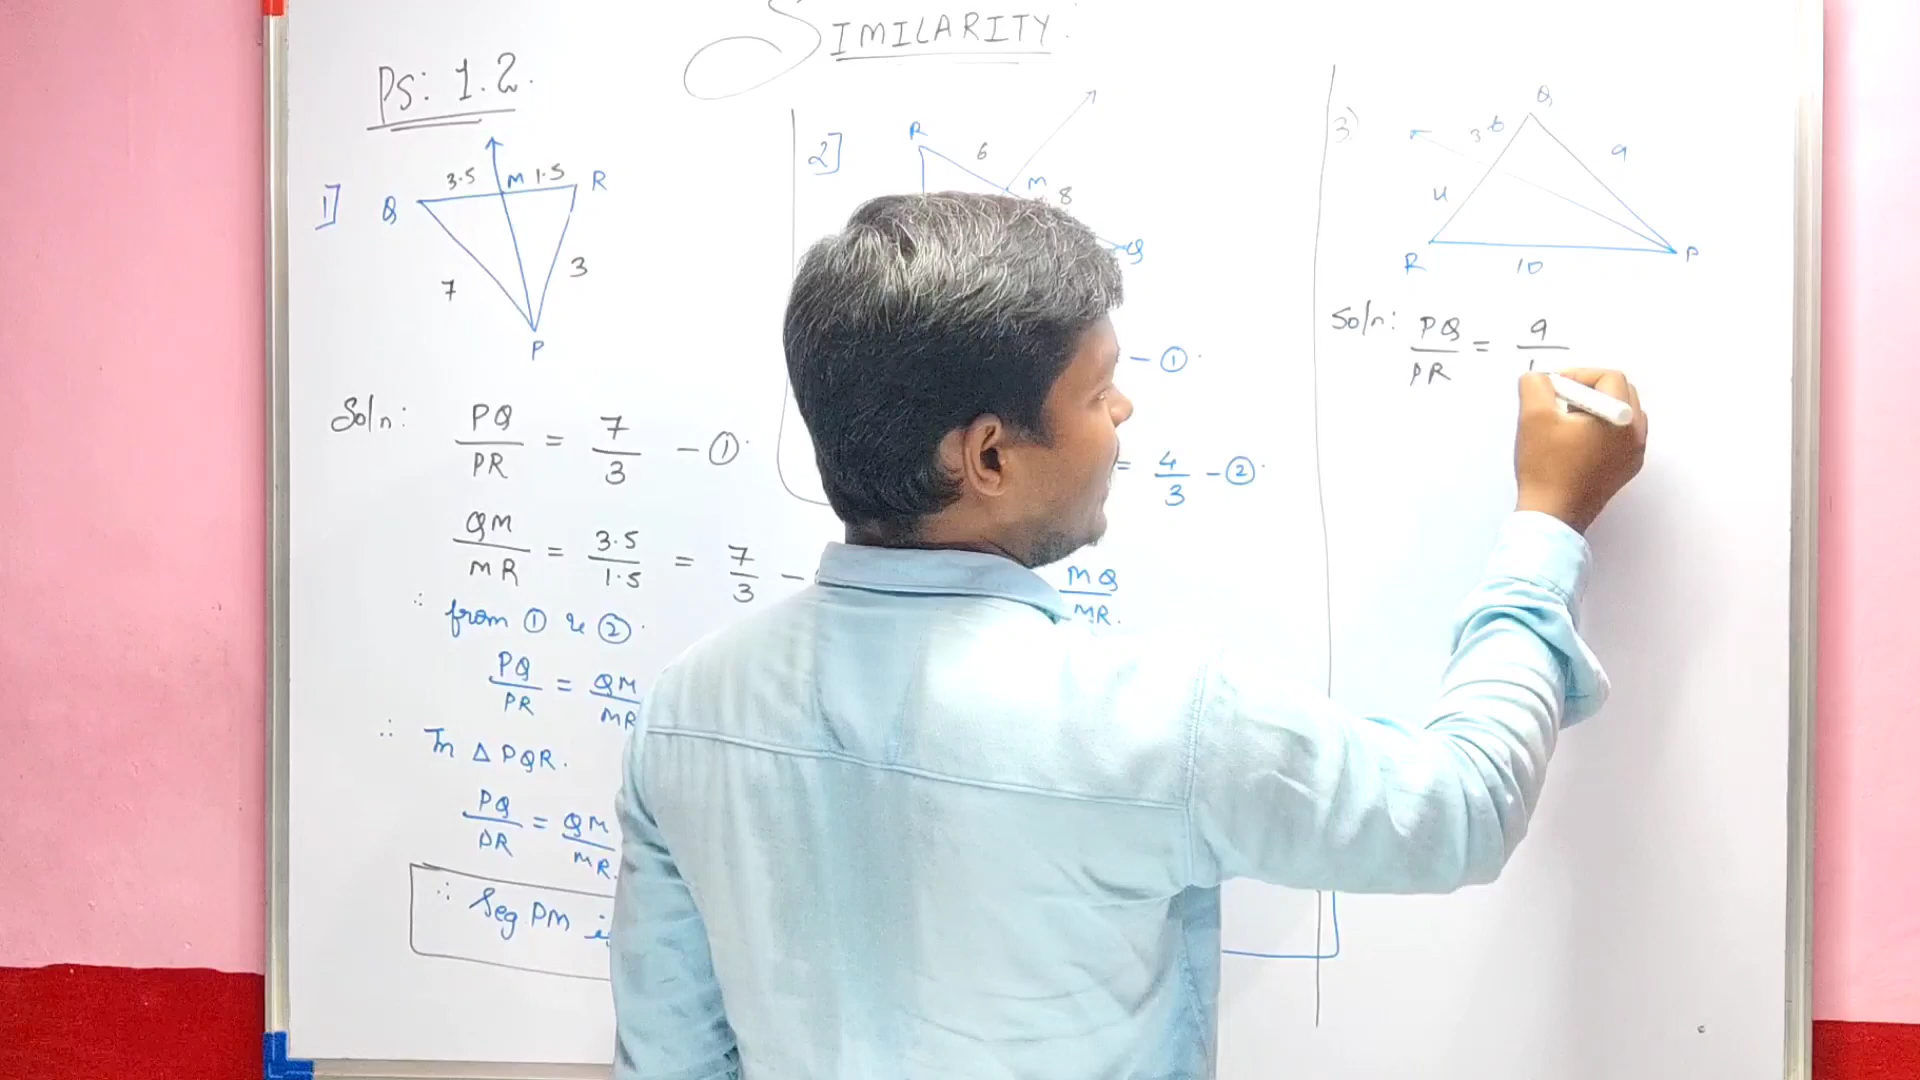 SIMILARITY:
Ps: 1.2.
1]
3.5 M 1.5 R
Q
7 3
P
Soln: PQ/PR = 7/3 - ①
QM/MR = 3.5/1.5 = 7/3 -
∴ from ① & ②
PQ/PR = QM/MR
∴ In △ PQR.
PQ/PR = QM/MR.
∴ Seg PM
2]
R 6 M
8
Q
- ①
= 4/3 - ②
MQ/MR.
3)
Q
3.6 9
4
R 10 P
Soln: PQ/PR = 9/